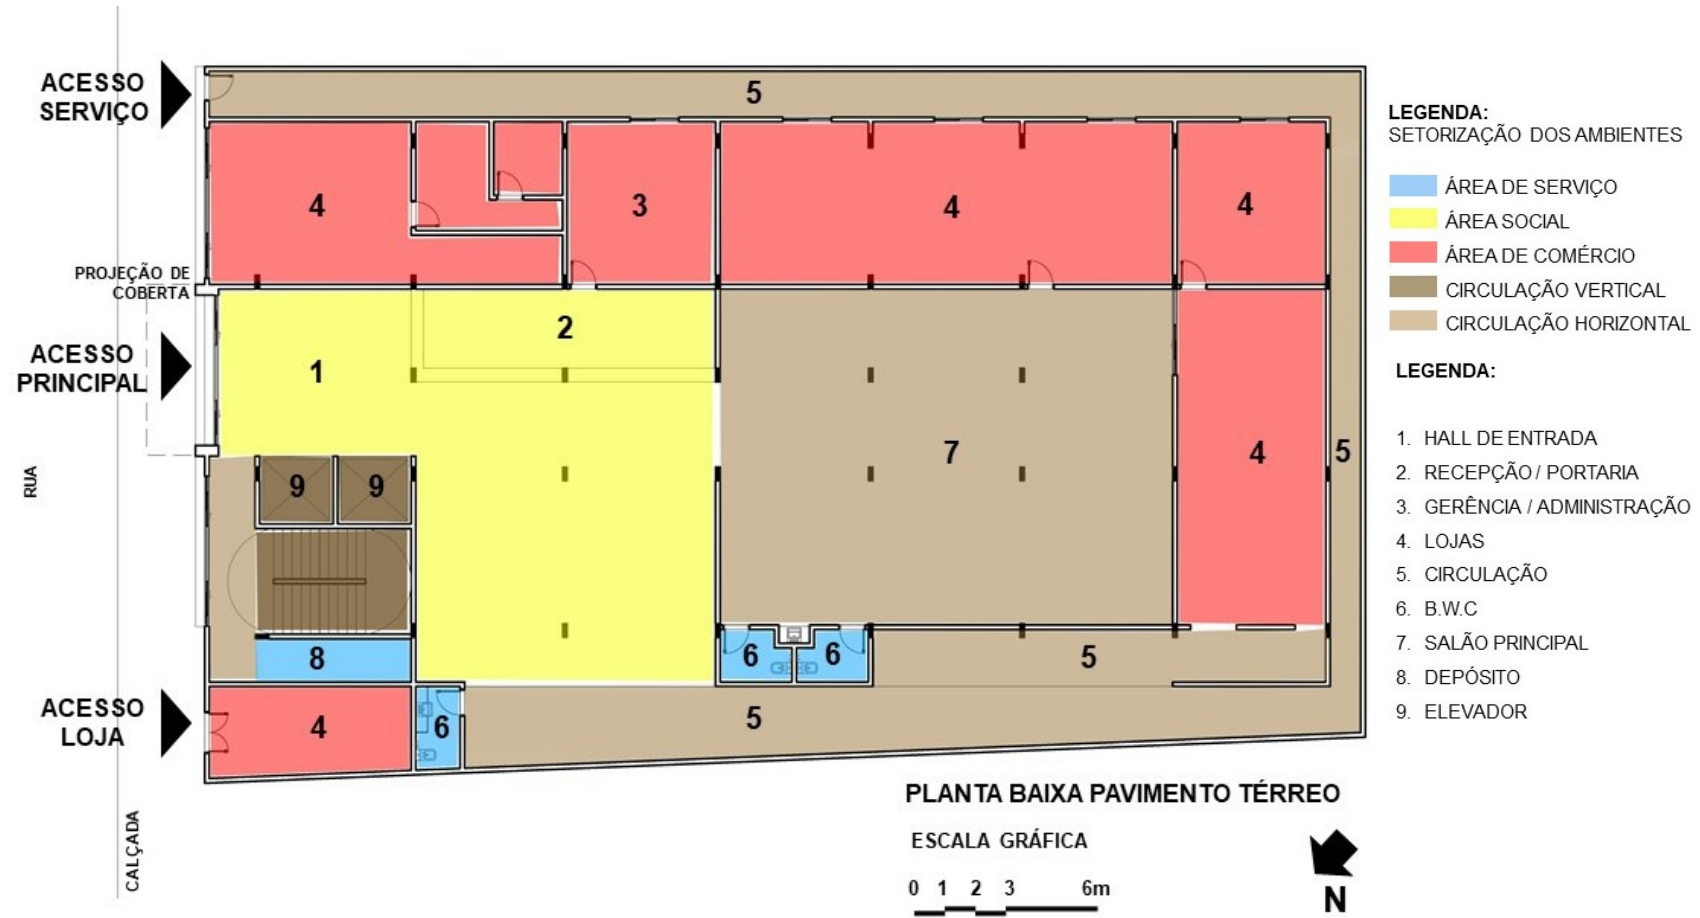 ACESSO
SERVIÇO
5
4
3
4
4
PROJEÇÃO DE
COBERTA
2
ACESSO
PRINCIPAL
1
RUA
9
9
7
4
5
8
6
6
5
ACESSO
LOJA
4
6
5
CALÇADA
LEGENDA:
SETORIZAÇÃO DOS AMBIENTES
ÁREA DE SERVIÇO
ÁREA SOCIAL
ÁREA DE COMÉRCIO
CIRCULAÇÃO VERTICAL
CIRCULAÇÃO HORIZONTAL
LEGENDA:
1. HALL DE ENTRADA
2. RECEPÇÃO / PORTARIA
3. GERÊNCIA / ADMINISTRAÇÃO
4. LOJAS
5. CIRCULAÇÃO
6. B.W.C
7. SALÃO PRINCIPAL
8. DEPÓSITO
9. ELEVADOR
PLANTA BAIXA PAVIMENTO TÉRREO
ESCALA GRÁFICA
0 1 2 3 6m
N